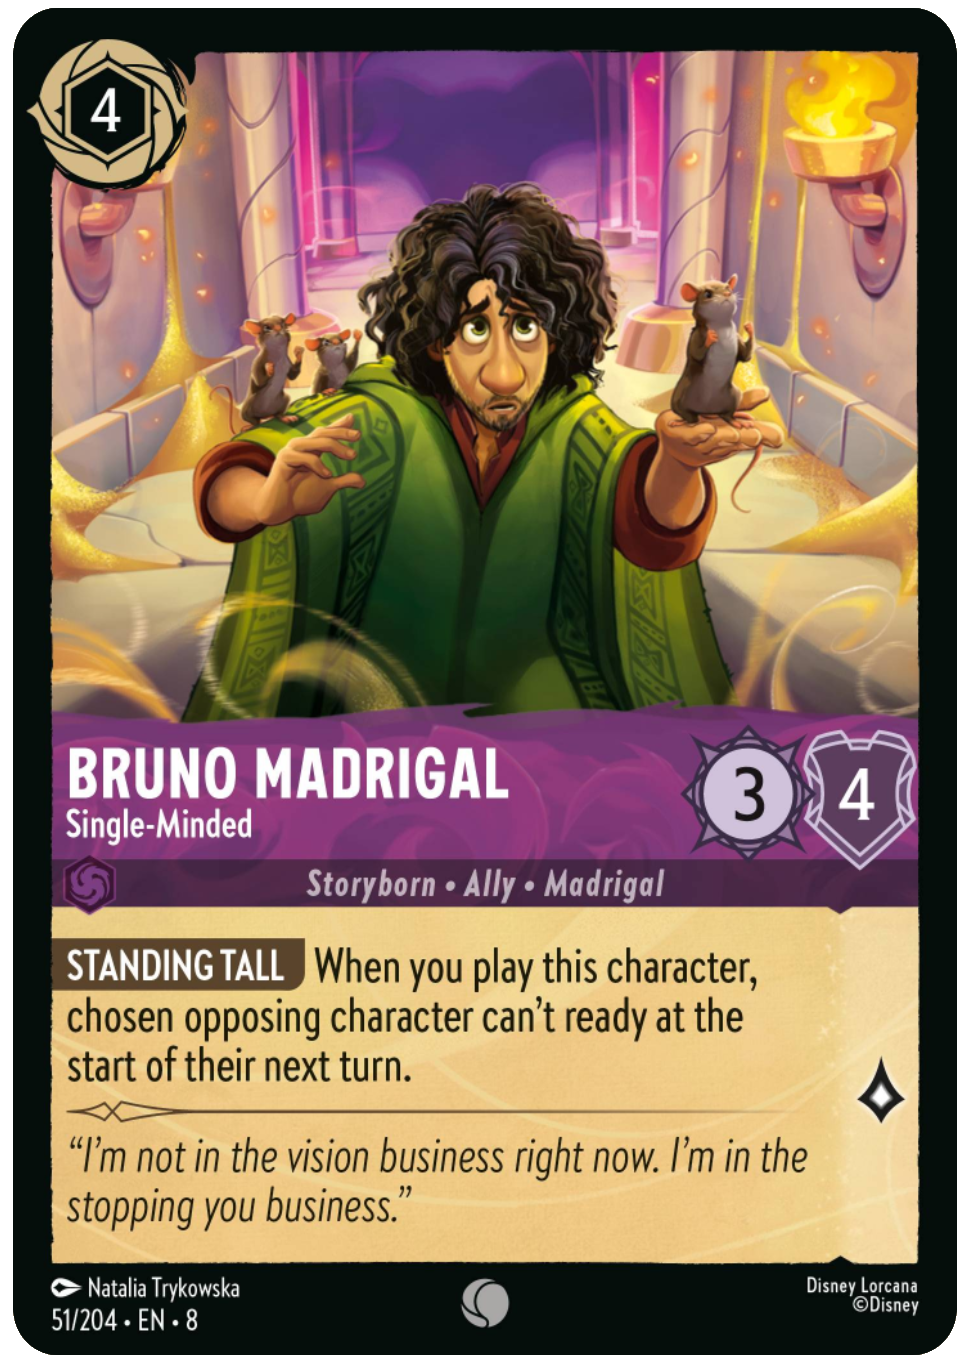 4
BRUNO MADRIGAL
3
4
Single-Minded
Storyborn • Ally • Madrigal
STANDING TALL When you play this character,
chosen opposing character can’t ready at the
start of their next turn.
“I’m not in the vision business right now. I’m in the
stopping you business.”
Natalia Trykowska
51/204 • EN • 8
Disney Lorcana
©Disney